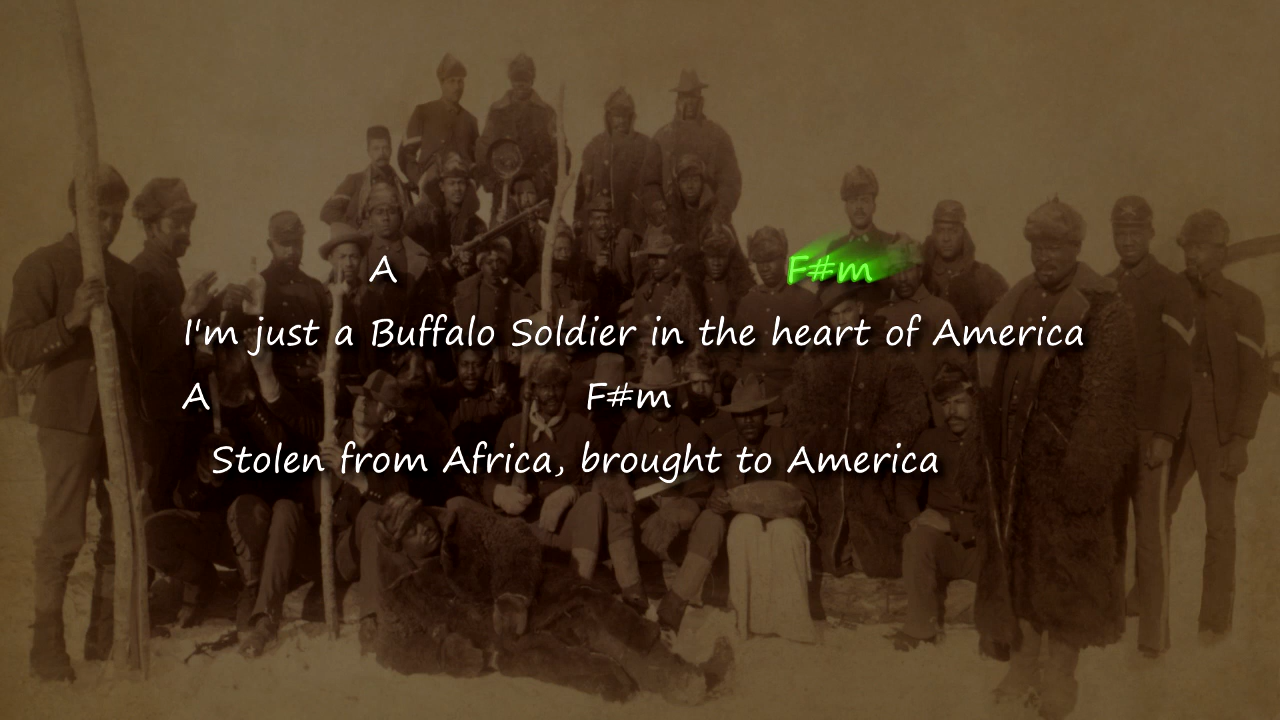 A F#m
I'm just a Buffalo Soldier in the heart of America
A F#m
Stolen from Africa, brought to America